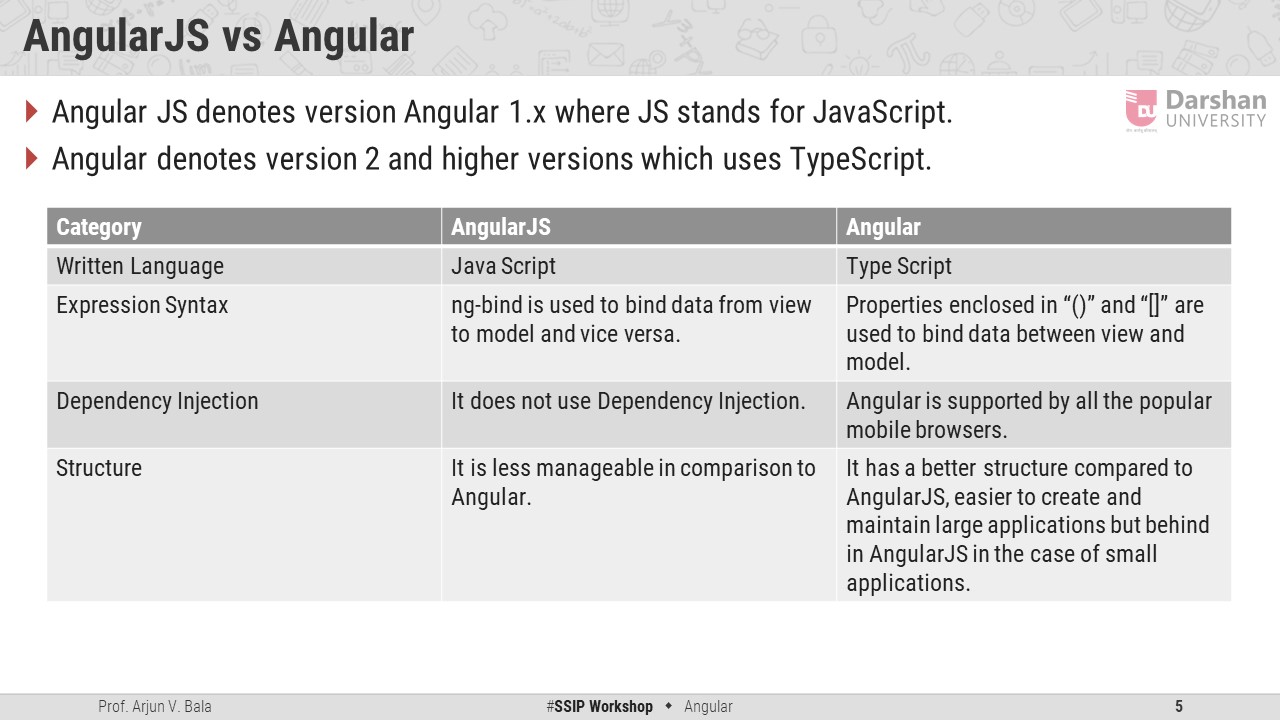 AngularJS vs Angular
Angular JS denotes version Angular 1.x where JS stands for JavaScript.
Angular denotes version 2 and higher versions which uses TypeScript.
Darshan
UNIVERSITY
Category AngularJS Angular
Written Language Java Script Type Script
Expression Syntax
ng-bind is used to bind data from view
to model and vice versa.
Properties enclosed in “()” and “[]” are
used to bind data between view and
model.
Dependency Injection
It does not use Dependency Injection.
Angular is supported by all the popular
mobile browsers.
Structure
It is less manageable in comparison to
Angular.
It has a better structure compared to
AngularJS, easier to create and
maintain large applications but behind
in AngularJS in the case of small
applications.
Prof. Arjun V. Bala
#SSIP Workshop ◆ Angular
5